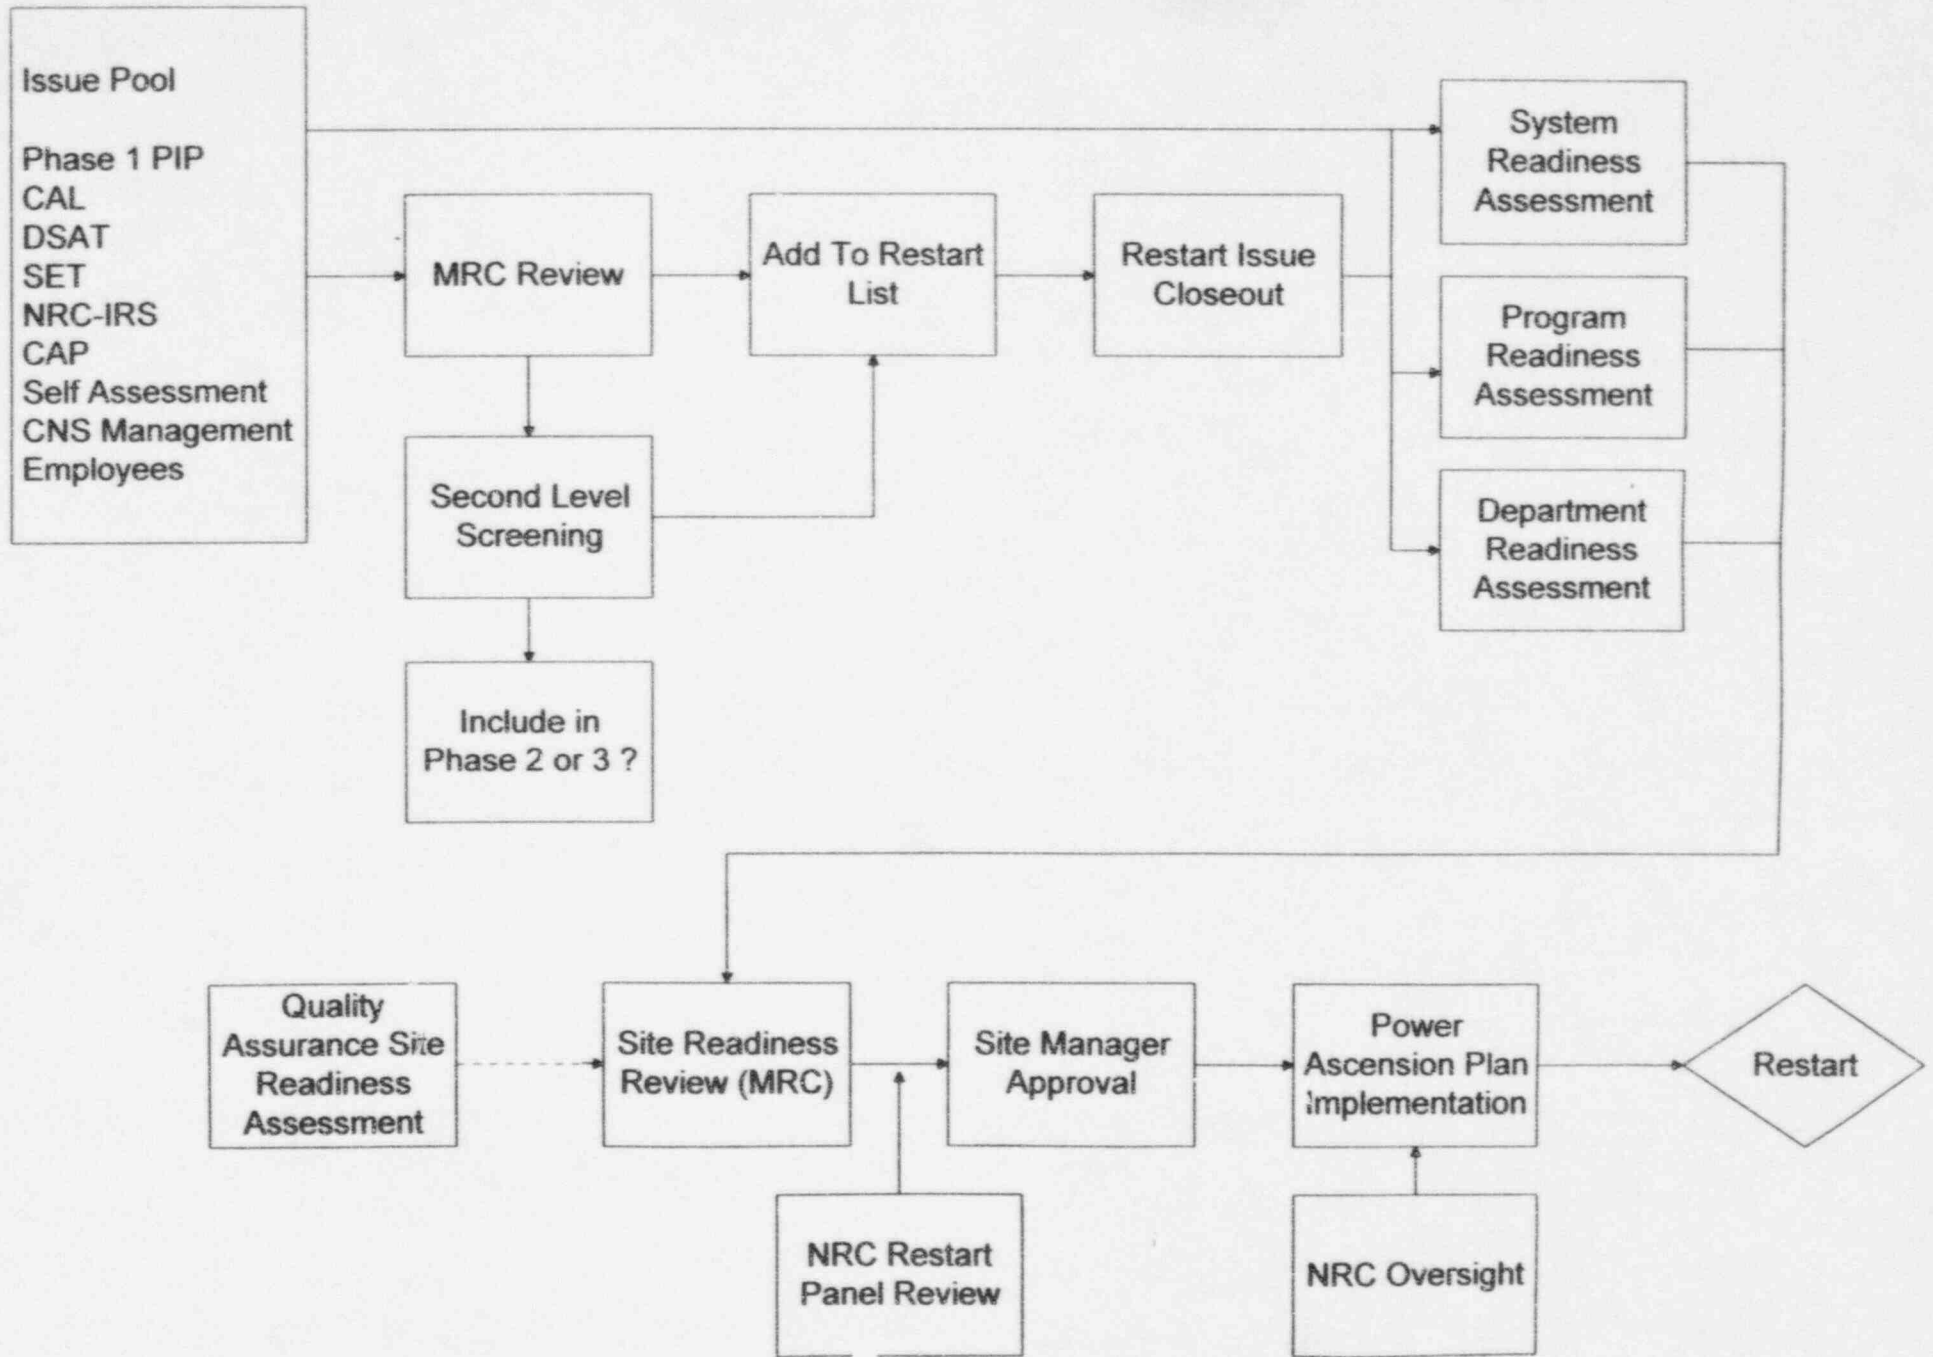 Issue Pool
Phase 1 PIP
CAL
DSAT
SET
NRC-IRS
CAP
Self Assessment
CNS Management
Employees
MRC Review
Add To Restart
List
Restart Issue
Closeout
System
Readiness
Assessment
Program
Readiness
Assessment
Department
Readiness
Assessment
Second Level
Screening
Include in
Phase 2 or 3 ?
Quality
Assurance Site
Readiness
Assessment
Site Readiness
Review (MRC)
Site Manager
Approval
Power
Ascension Plan
Implementation
Restart
NRC Restart
Panel Review
NRC Oversight